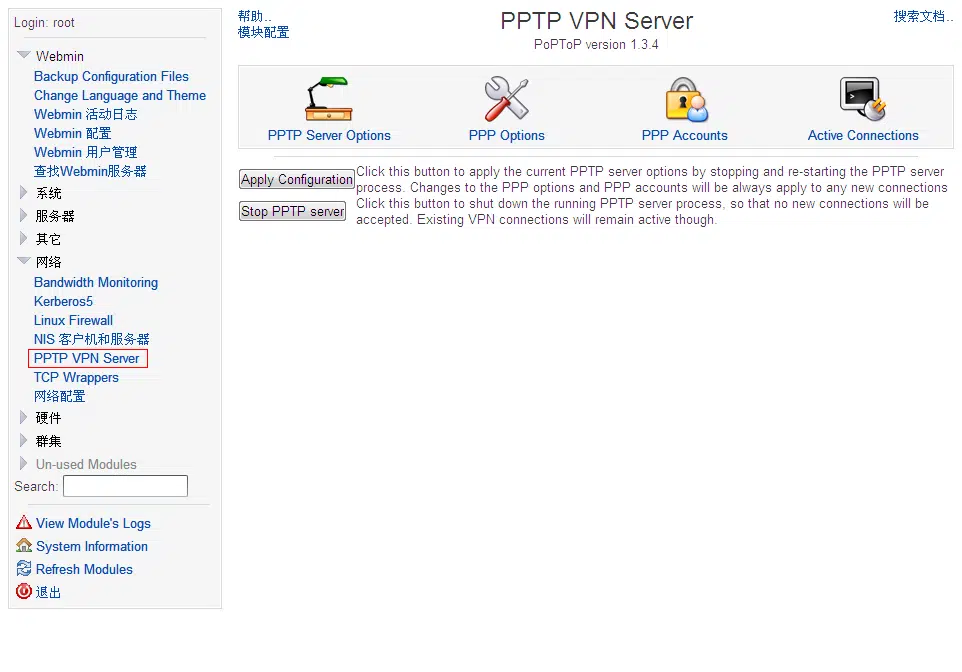 Login: root
Webmin
Backup Configuration Files
Change Language and Theme
Webmin 活动日志
Webmin 配置
Webmin 用户管理
查找Webmin服务器
系统
服务器
其它
网络
Bandwidth Monitoring
Kerberos5
Linux Firewall
NIS 客户机和服务器
PPTP VPN Server
TCP Wrappers
网络配置
硬件
群集
Un-used Modules
Search:
View Module's Logs
System Information
Refresh Modules
退出
帮助..
模块配置
PPTP VPN Server
PoPToP version 1.3.4
搜索文档..
PPTP Server Options
PPP Options
PPP Accounts
Active Connections
Apply Configuration
Click this button to apply the current PPTP server options by stopping and re-starting the PPTP server
process. Changes to the PPP options and PPP accounts will be always apply to any new connections
Stop PPTP server
Click this button to shut down the running PPTP server process, so that no new connections will be
accepted. Existing VPN connections will remain active though.